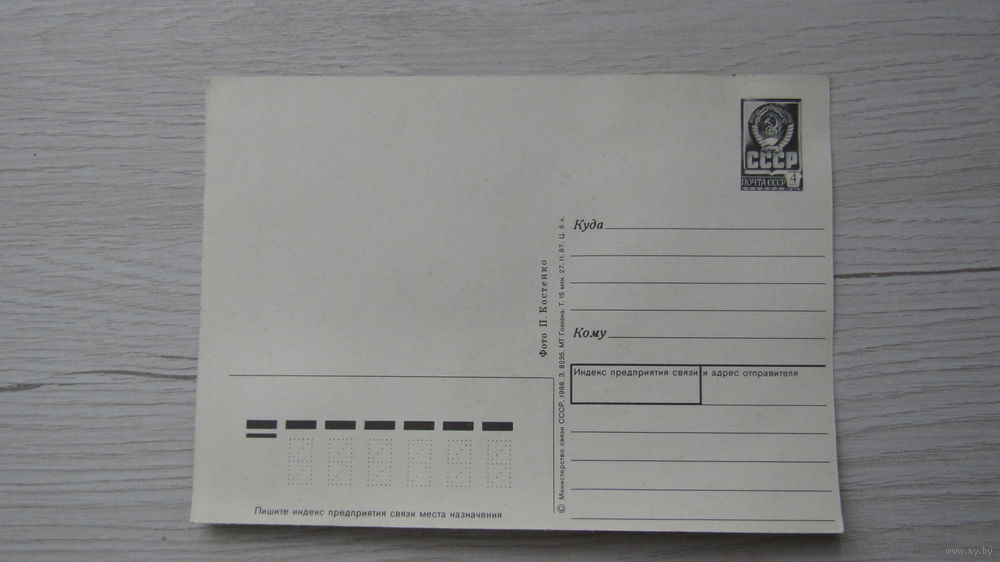 СССР
ПОЧТА СССР 4
Куда
Кому
Индекс предприятия связи и адрес отправителя
Фото П. Костенко
© Министерство связи СССР, 1988. З. 8235. МТ Гознака. Т. 15 млн. 27. 11. 87. Ц. 6 к.
Пишите индекс предприятия связи места назначения
www.ay.by